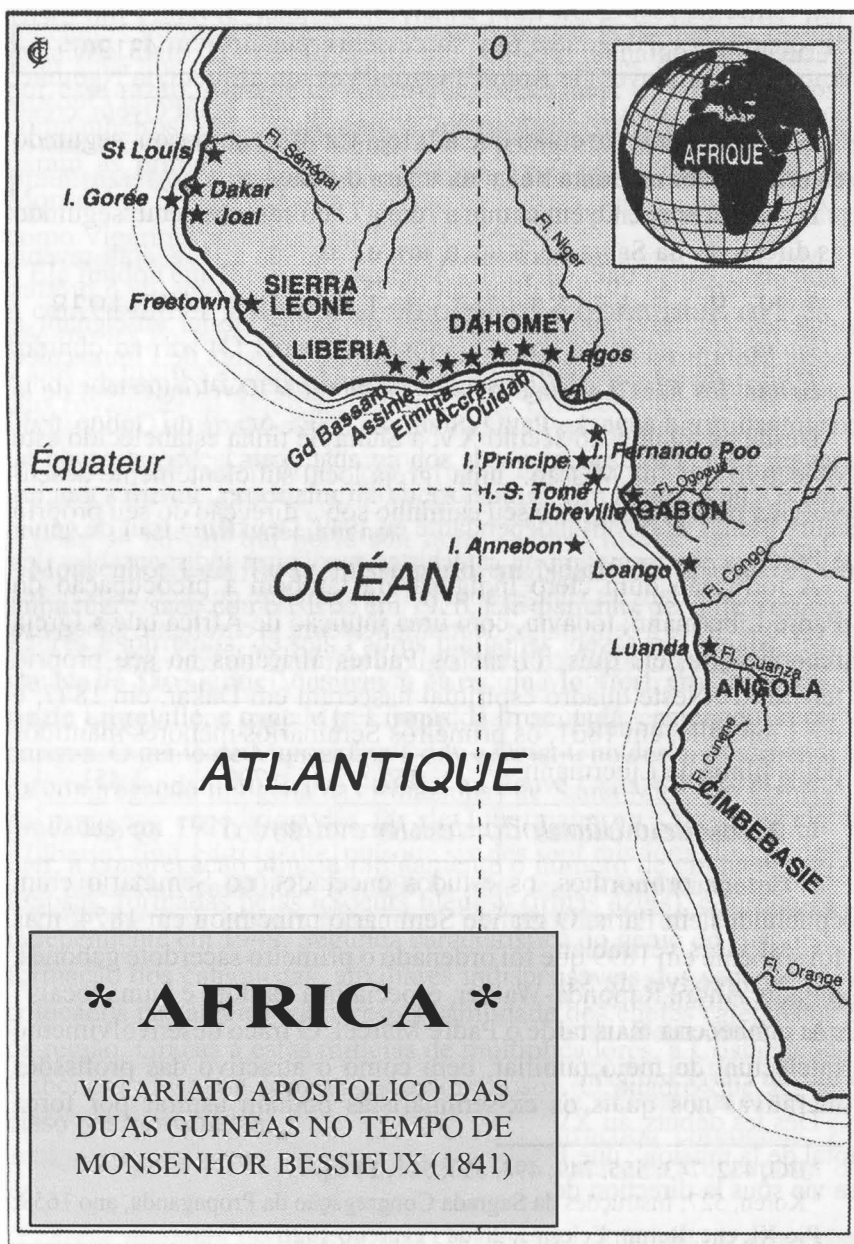 0
AFRIQUE
St Louis
Fl. Sénégal
I. Gorée
Dakar
Joal
Fl. Niger
Freetown
SIERRA
LEONE
DAHOMEY
LIBERIA
Lagos
Gd Bassam
Assinie
Elmina
Accra
Ouidah
Équateur
I. Fernando Poo
I. Principe
I. S. Tomé
Fl. Ogooué
Libreville
GABON
I. Annebon
OCÉAN
Loango
Fl. Congo
Luanda
Fl. Cuanza
ANGOLA
Fl. Cunene
ATLANTIQUE
CIMBEBASIE
Fl. Orange
* AFRICA *
VIGARIATO APOSTOLICO DAS
DUAS GUINEAS NO TEMPO DE
MONSENHOR BESSIEUX (1841)